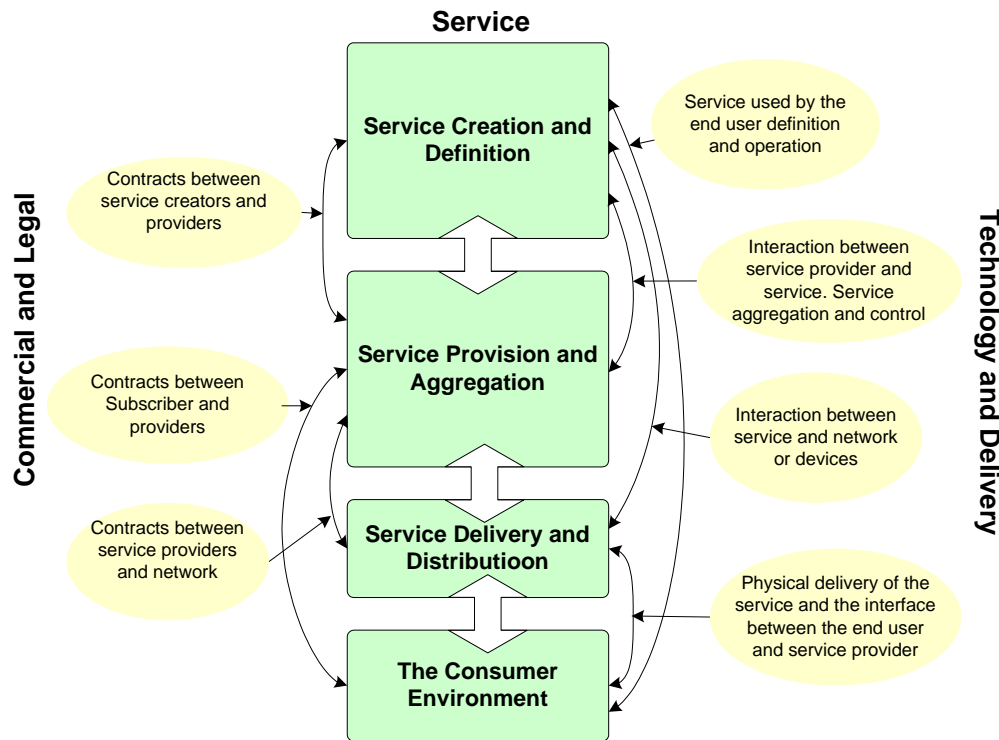 Service
Service Creation and
Definition
Service used by the
end user definition
and operation
Contracts between
service creators and
providers
Commercial and Legal
Technology and Delivery
Interaction between
service provider and
service. Service
aggregation and control
Service Provision and
Aggregation
Contracts between
Subscriber and
providers
Interaction between
service and network
or devices
Contracts between
service providers
and network
Service Delivery and
Distributioon
Physical delivery of the
service and the interface
between the end user
and service provider
The Consumer
Environment